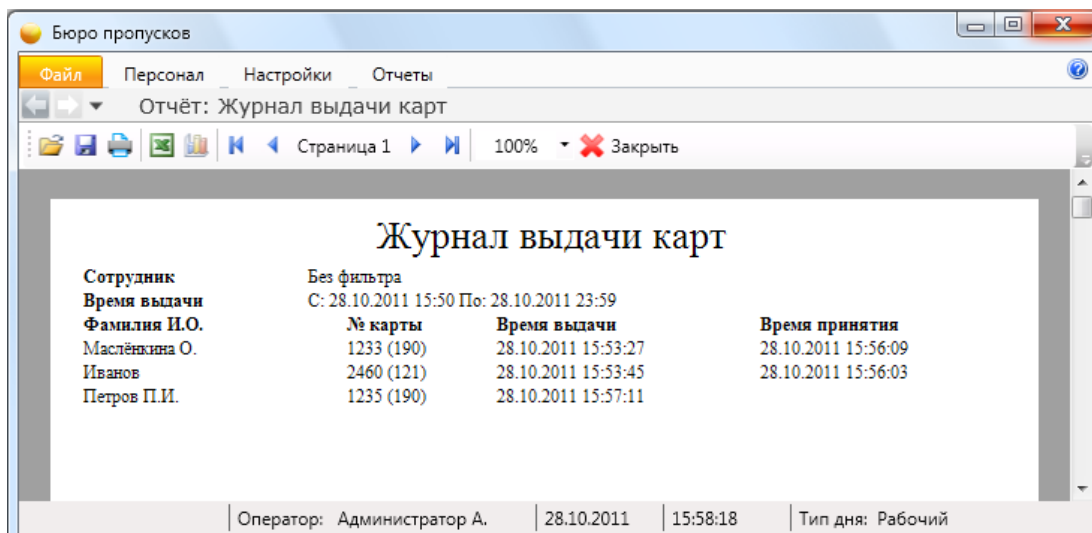 Бюро пропусков
Файл Персонал Настройки Отчеты
Отчёт: Журнал выдачи карт
Страница 1 100% Закрыть
Журнал выдачи карт
Сотрудник Без фильтра
Время выдачи С: 28.10.2011 15:50 По: 28.10.2011 23:59
Фамилия И.О. № карты Время выдачи Время принятия
Маслёнкина О. 1233 (190) 28.10.2011 15:53:27 28.10.2011 15:56:09
Иванов 2460 (121) 28.10.2011 15:53:45 28.10.2011 15:56:03
Петров П.И. 1235 (190) 28.10.2011 15:57:11
Оператор: Администратор А. 28.10.2011 15:58:18 Тип дня: Рабочий